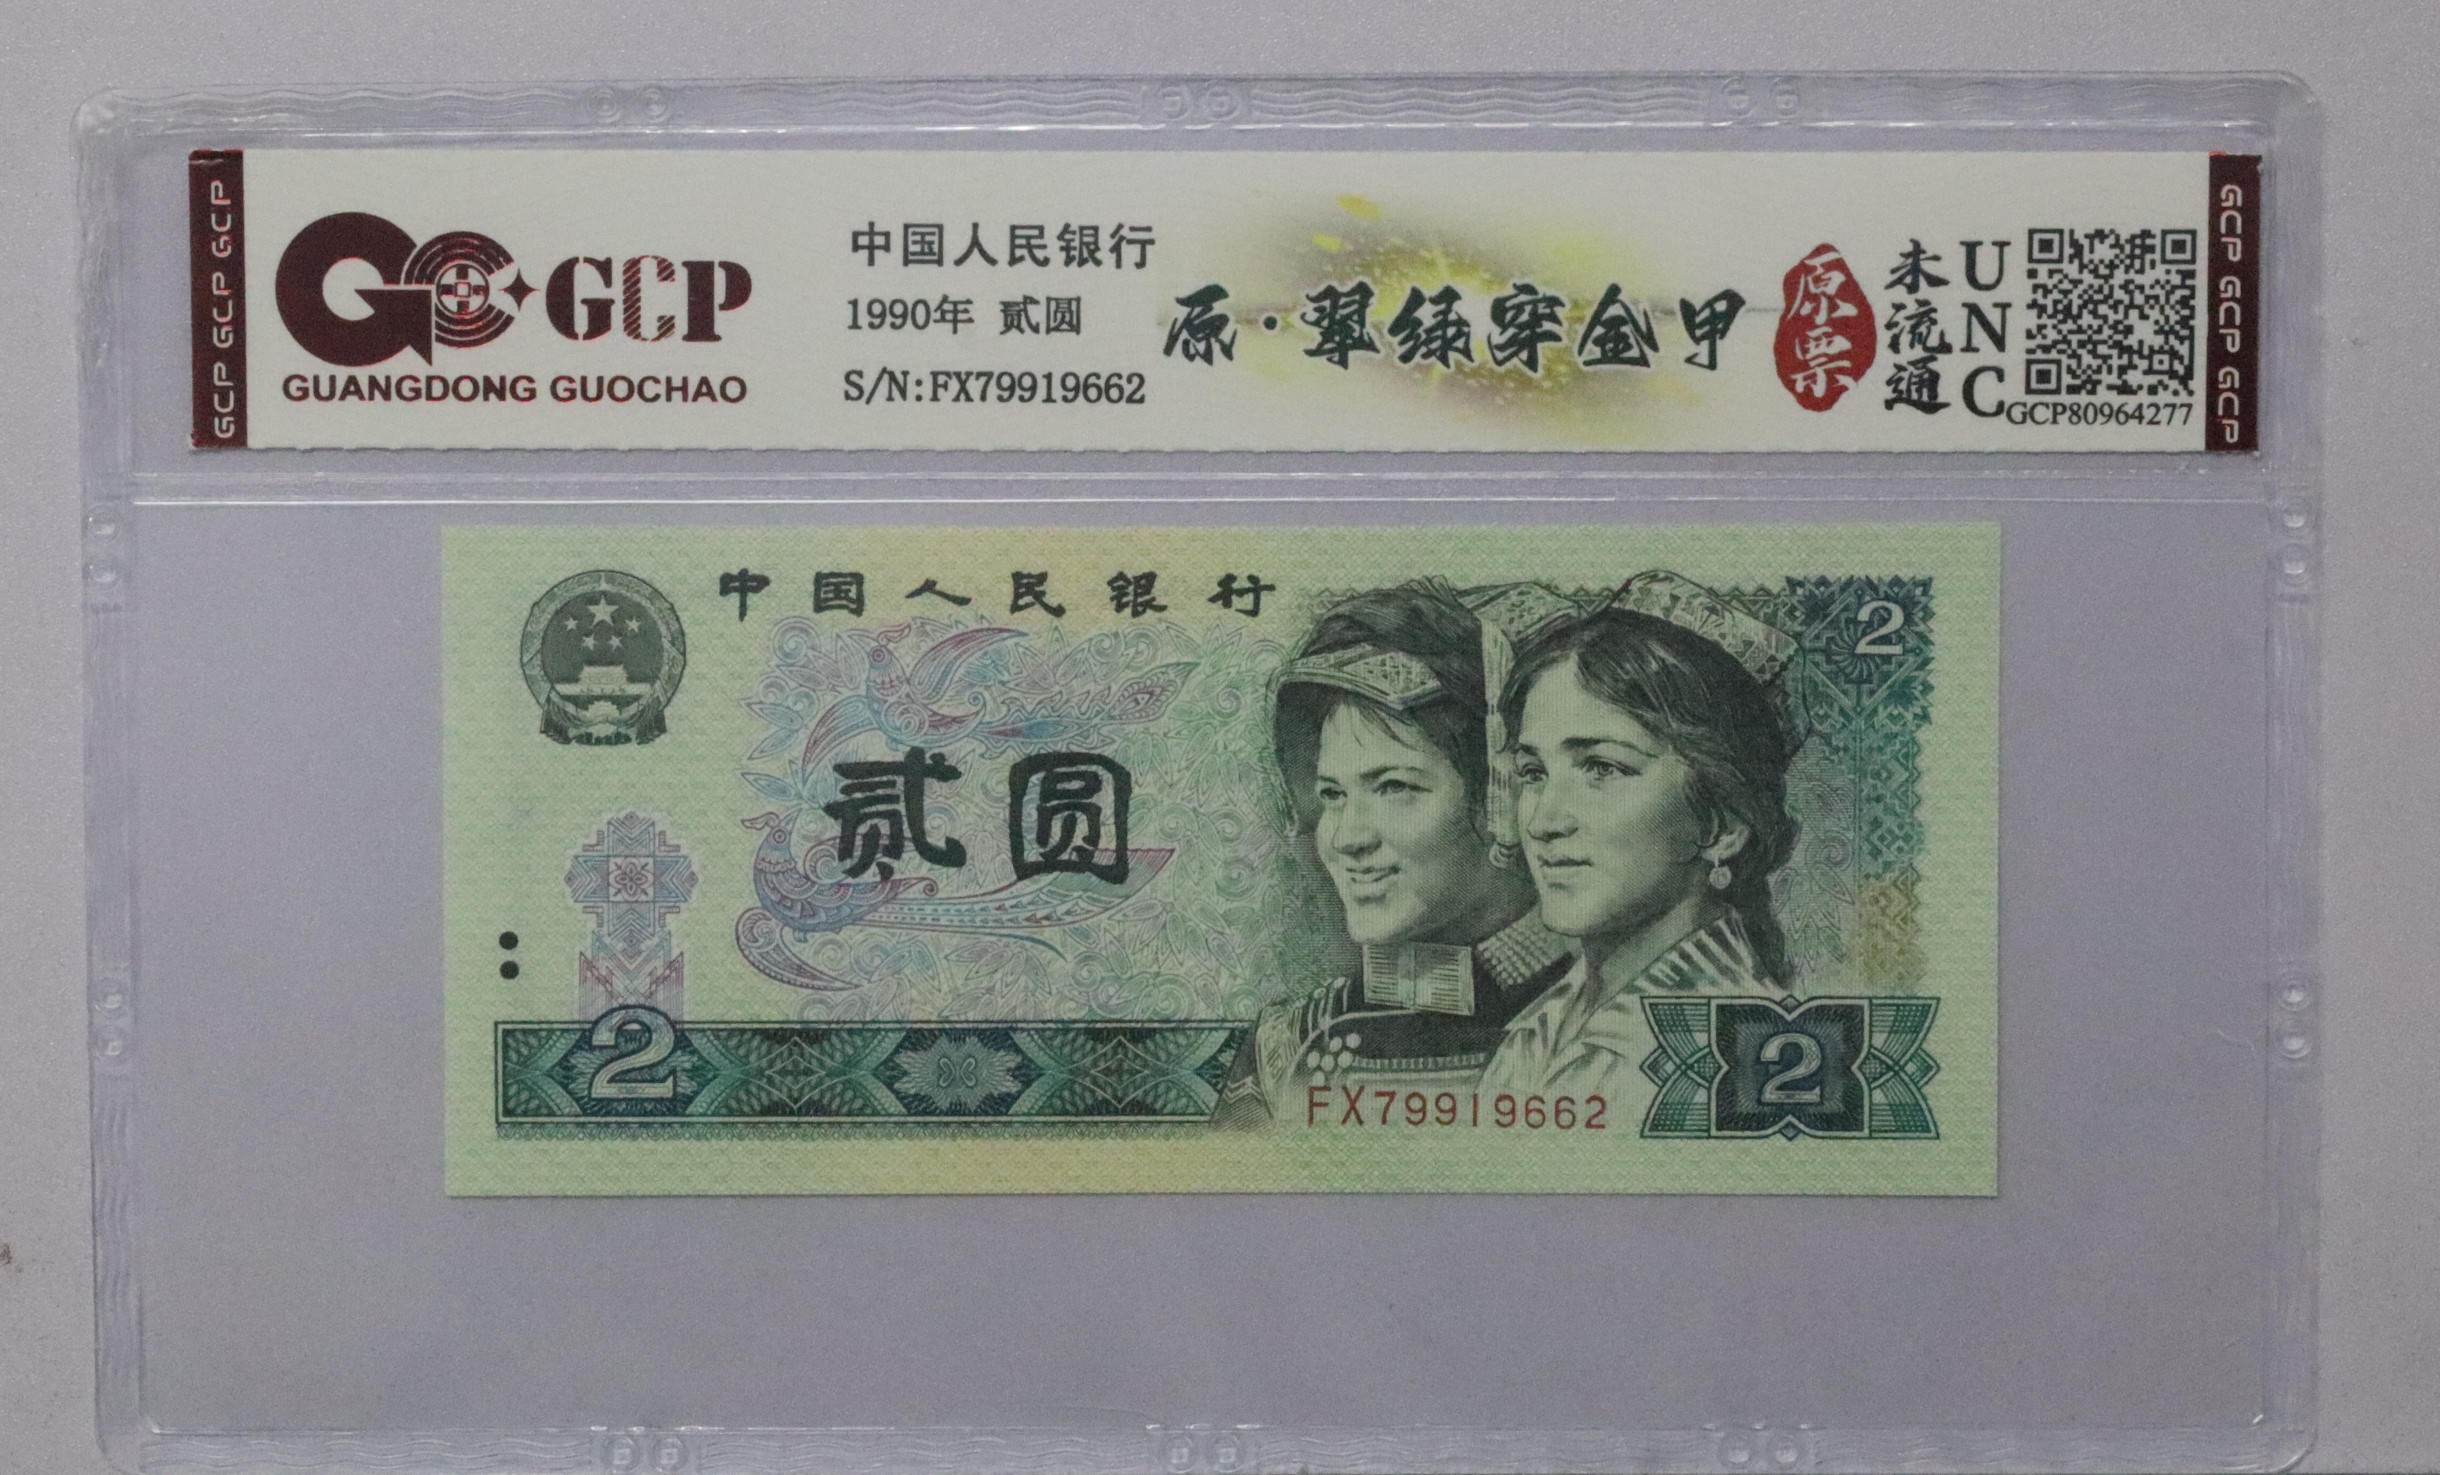 GCP GCP GCP
GCP
GUANGDONG GUOCHAO
中国人民银行
1990年 贰圆
S/N:FX79919662
原·翠绿穿金甲
原票
未流通
UNC
GCP80964277
GCP GCP GCP
中国人民银行
2
贰圆
2
FX79919662
2